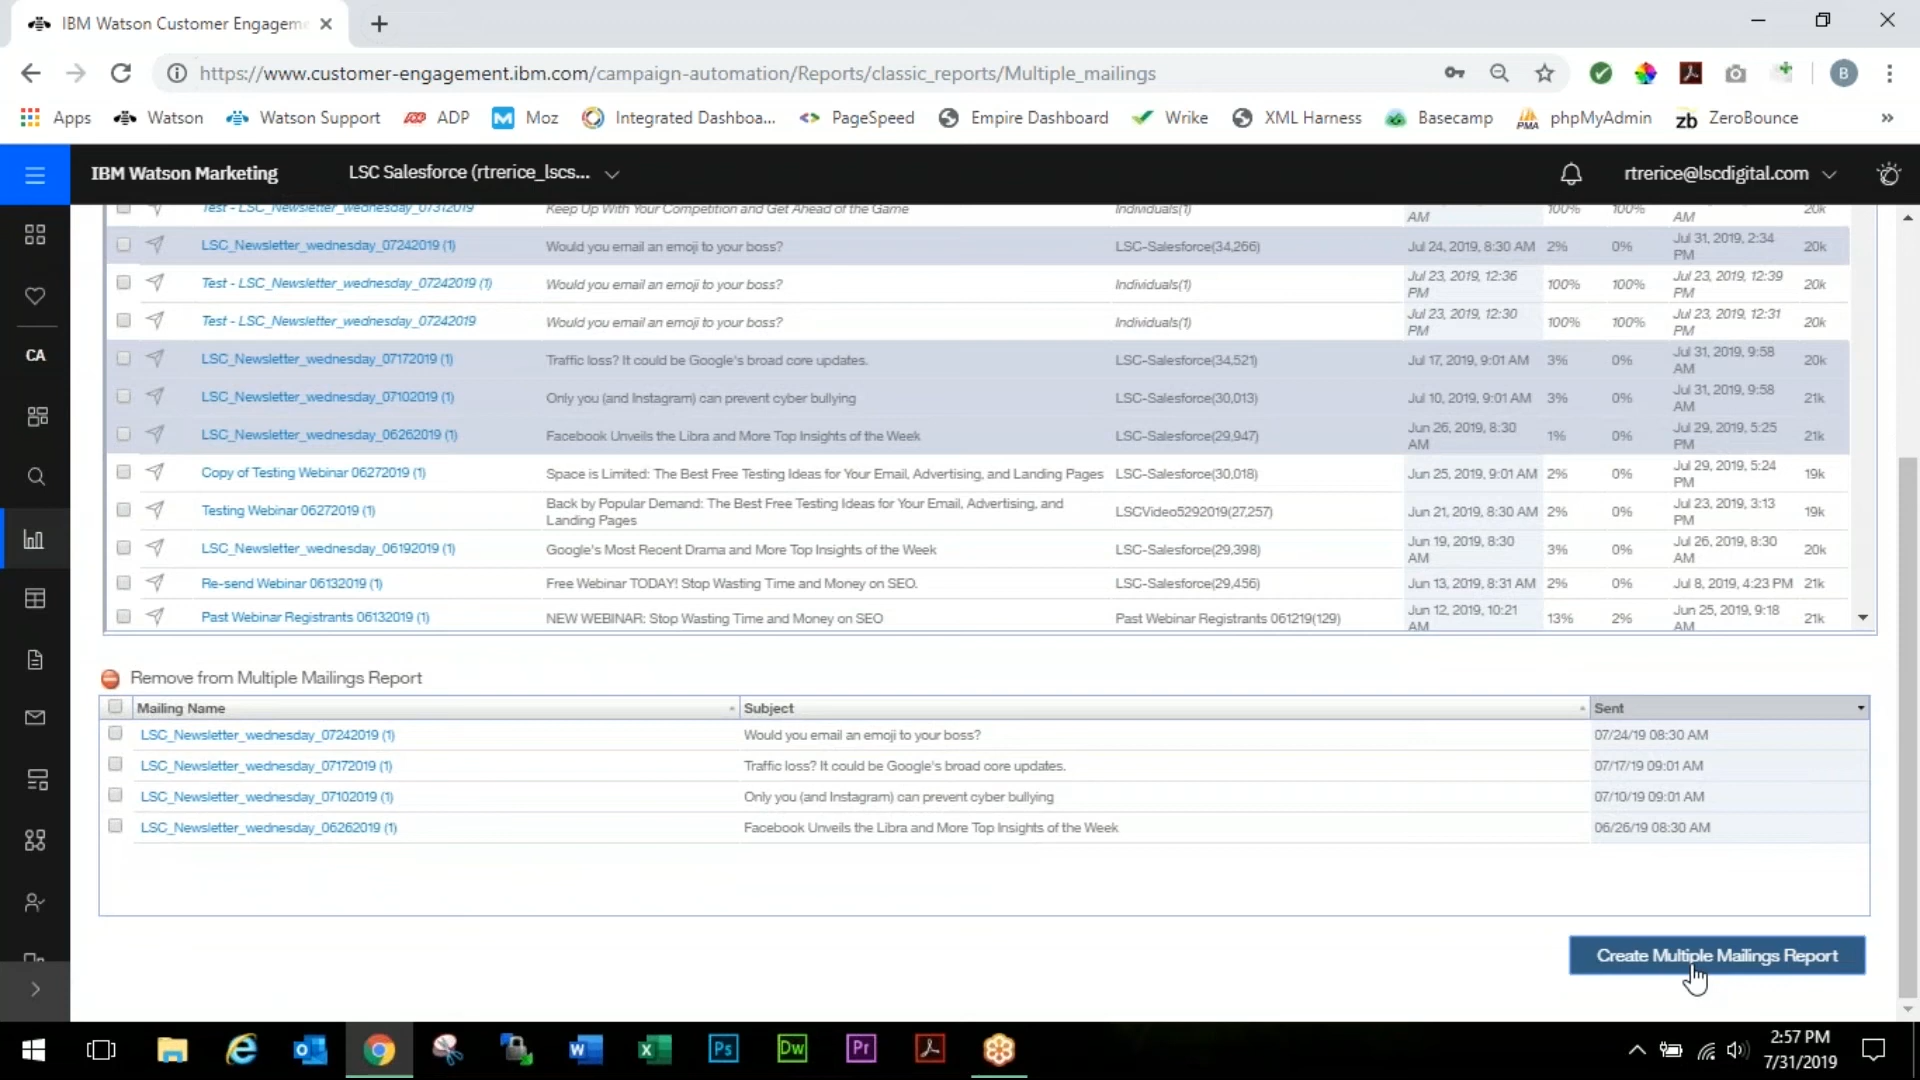 IBM Watson Customer Engagem
https://www.customer-engagement.ibm.com/campaign-automation/Reports/classic_reports/Multiple_mailings
B
Apps Watson Watson Support ADP Moz Integrated Dashboa... PageSpeed Empire Dashboard Wrike XML Harness Basecamp phpMyAdmin zb ZeroBounce »
IBM Watson Marketing LSC Salesforce (rtrerice_lscs... rtrerice@lscdigital.com
Test - LSC_Newsletter_wednesday_07312019 Keep Up With Your Competition and Get Ahead of the Game Individuals(1) AM 100% 100% AM 20k
LSC_Newsletter_wednesday_07242019 (1) Would you email an emoji to your boss? LSC-Salesforce(34,266) Jul 24, 2019, 8:30 AM 2% 0% Jul 31, 2019, 2:34 PM 20k
Test - LSC_Newsletter_wednesday_07242019 (1) Would you email an emoji to your boss? Individuals(1) Jul 23, 2019, 12:36 PM 100% 100% Jul 23, 2019, 12:39 PM 20k
Test - LSC_Newsletter_wednesday_07242019 Would you email an emoji to your boss? Individuals(1) Jul 23, 2019, 12:30 PM 100% 100% Jul 23, 2019, 12:31 PM 20k
CA
LSC_Newsletter_wednesday_07172019 (1) Traffic loss? It could be Google's broad core updates. LSC-Salesforce(34,521) Jul 17, 2019, 9:01 AM 3% 0% Jul 31, 2019, 9:58 AM 20k
LSC_Newsletter_wednesday_07102019 (1) Only you (and Instagram) can prevent cyber bullying LSC-Salesforce(30,013) Jul 10, 2019, 9:01 AM 3% 0% Jul 31, 2019, 9:58 AM 21k
LSC_Newsletter_wednesday_06262019 (1) Facebook Unveils the Libra and More Top Insights of the Week LSC-Salesforce(29,947) Jun 26, 2019, 8:30 AM 1% 0% Jul 29, 2019, 5:25 PM 21k
Copy of Testing Webinar 06272019 (1) Space is Limited: The Best Free Testing Ideas for Your Email, Advertising, and Landing Pages LSC-Salesforce(30,018) Jun 25, 2019, 9:01 AM 2% 0% Jul 29, 2019, 5:24 PM 19k
Testing Webinar 06272019 (1) Back by Popular Demand: The Best Free Testing Ideas for Your Email, Advertising, and Landing Pages LSCVideo5292019(27,257) Jun 21, 2019, 8:30 AM 2% 0% Jul 23, 2019, 3:13 PM 19k
LSC_Newsletter_wednesday_06192019 (1) Google's Most Recent Drama and More Top Insights of the Week LSC-Salesforce(29,398) Jun 19, 2019, 8:30 AM 3% 0% Jul 26, 2019, 8:30 AM 20k
Re-send Webinar 06132019 (1) Free Webinar TODAY! Stop Wasting Time and Money on SEO. LSC-Salesforce(29,456) Jun 13, 2019, 8:31 AM 2% 0% Jul 8, 2019, 4:23 PM 21k
Past Webinar Registrants 06132019 (1) NEW WEBINAR: Stop Wasting Time and Money on SEO Past Webinar Registrants 061219(129) Jun 12, 2019, 10:21 AM 13% 2% Jun 25, 2019, 9:18 AM 21k
Remove from Multiple Mailings Report
Mailing Name Subject Sent
LSC_Newsletter_wednesday_07242019 (1) Would you email an emoji to your boss? 07/24/19 08:30 AM
LSC_Newsletter_wednesday_07172019 (1) Traffic loss? It could be Google's broad core updates. 07/17/19 09:01 AM
LSC_Newsletter_wednesday_07102019 (1) Only you (and Instagram) can prevent cyber bullying 07/10/19 09:01 AM
LSC_Newsletter_wednesday_06262019 (1) Facebook Unveils the Libra and More Top Insights of the Week 06/26/19 08:30 AM
Create Multiple Mailings Report
Ps Dw Pr
2:57 PM
7/31/2019